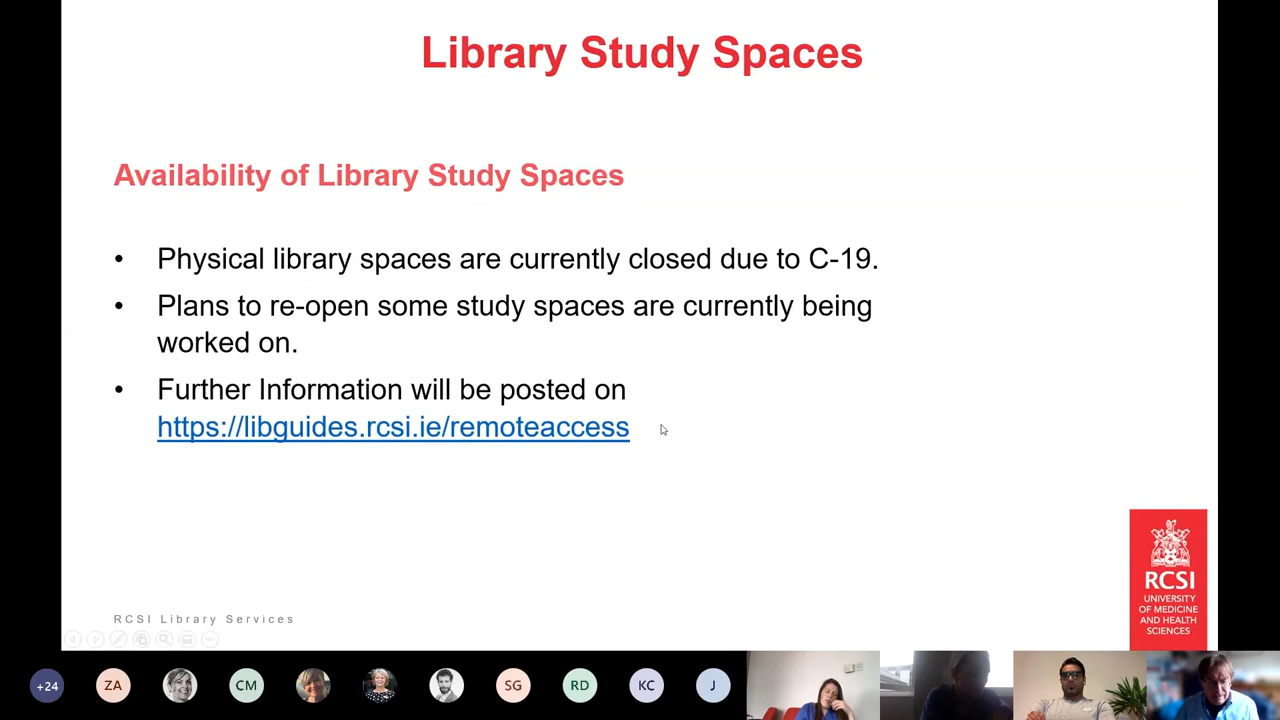 Library Study Spaces
Availability of Library Study Spaces
• Physical library spaces are currently closed due to C-19.
• Plans to re-open some study spaces are currently being
worked on.
• Further Information will be posted on
https://libguides.rcsi.ie/remoteaccess
RCSI
UNIVERSITY
OF MEDICINE
AND HEALTH
SCIENCES
RCSI Library Services
+24
ZA
CM
SG
RD
KC
J